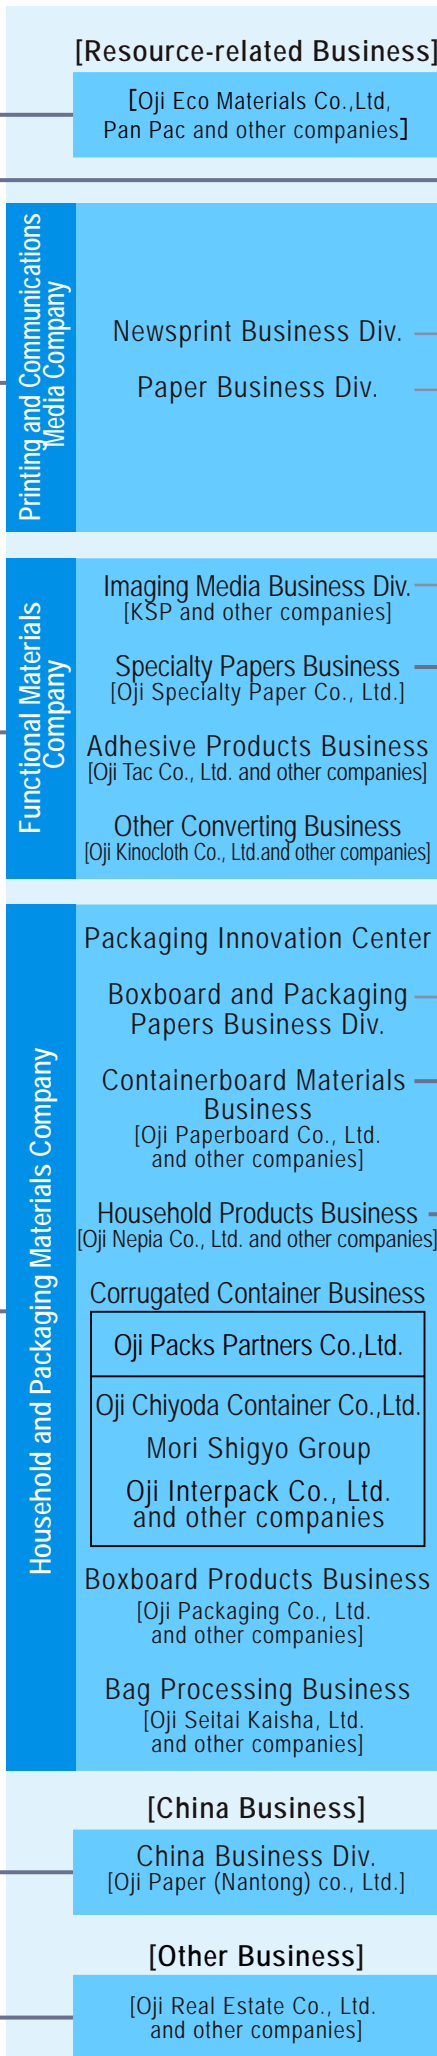 [Resource-related Business]
[Oji Eco Materials Co.,Ltd,
Pan Pac and other companies]
Printing and Communications
Media Company
Newsprint Business Div.
Paper Business Div.
Functional Materials
Company
Imaging Media Business Div.
[KSP and other companies]
Specialty Papers Business
[Oji Specialty Paper Co., Ltd.]
Adhesive Products Business
[Oji Tac Co., Ltd. and other companies]
Other Converting Business
[Oji Kinocloth Co., Ltd.and other companies]
Household and Packaging Materials Company
Packaging Innovation Center
Boxboard and Packaging
Papers Business Div.
Containerboard Materials
Business
[Oji Paperboard Co., Ltd.
and other companies]
Household Products Business
[Oji Nepia Co., Ltd. and other companies]
Corrugated Container Business
Oji Packs Partners Co.,Ltd.
Oji Chiyoda Container Co.,Ltd.
Mori Shigyo Group
Oji Interpack Co., Ltd.
and other companies
Boxboard Products Business
[Oji Packaging Co., Ltd.
and other companies]
Bag Processing Business
[Oji Seitai Kaisha, Ltd.
and other companies]
[China Business]
China Business Div.
[Oji Paper (Nantong) co., Ltd.]
[Other Business]
[Oji Real Estate Co., Ltd.
and other companies]